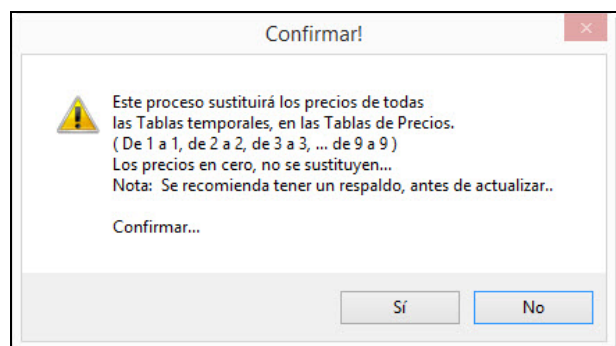 Confirmar!
Este proceso sustituirá los precios de todas
las Tablas temporales, en las Tablas de Precios.
( De 1 a 1, de 2 a 2, de 3 a 3, ... de 9 a 9 )
Los precios en cero, no se sustituyen...
Nota:  Se recomienda tener un respaldo, antes de actualizar..
Confirmar...
Sí
No